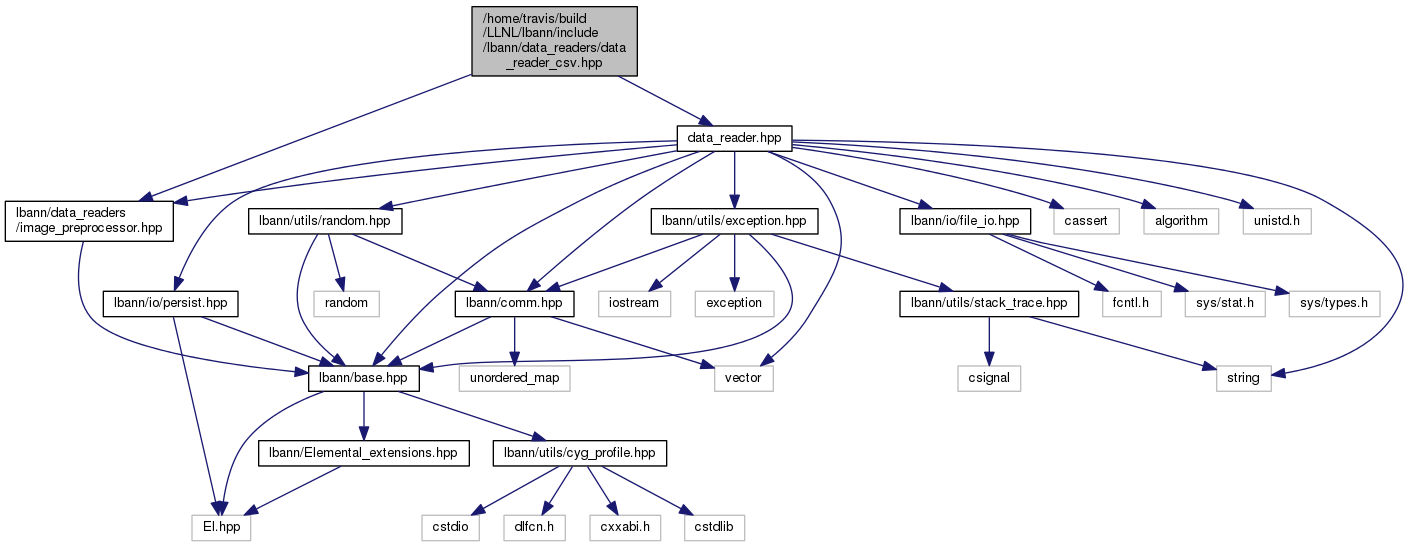 /home/travis/build
/LLNL/lbann/include
/lbann/data_readers/data
_reader_csv.hpp
data_reader.hpp
lbann/data_readers
/image_preprocessor.hpp
lbann/utils/random.hpp
lbann/utils/exception.hpp
lbann/io/file_io.hpp
cassert
algorithm
unistd.h
lbann/io/persist.hpp
random
lbann/comm.hpp
iostream
exception
lbann/utils/stack_trace.hpp
fcntl.h
sys/stat.h
sys/types.h
lbann/base.hpp
unordered_map
vector
csignal
string
lbann/Elemental_extensions.hpp
lbann/utils/cyg_profile.hpp
El.hpp
cstdio
dlfcn.h
cxxabi.h
cstdlib